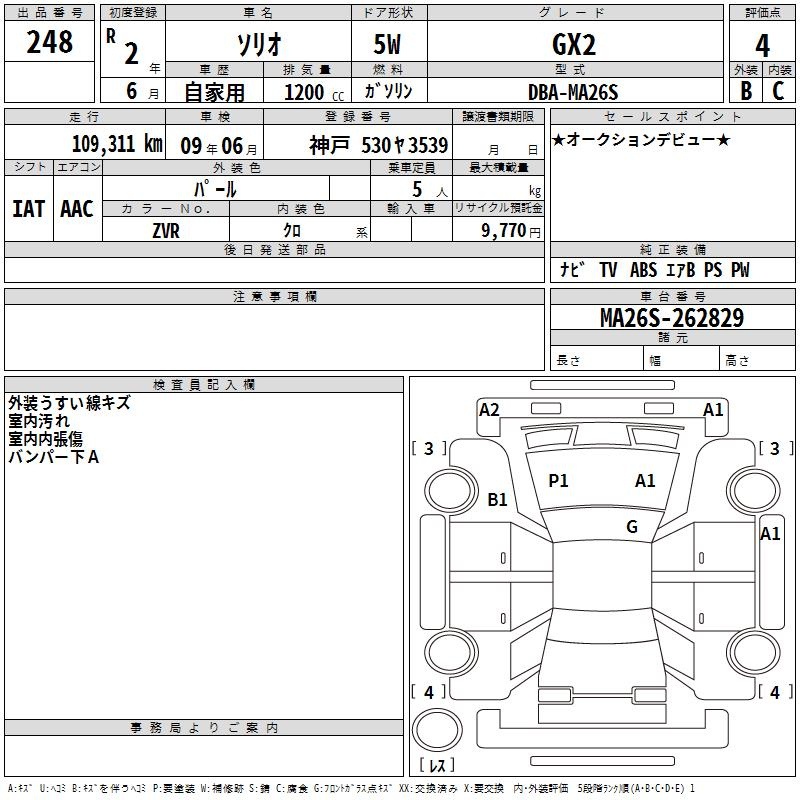 出品番号 初度登録 車名 ドア形状 グレード 評価点
248 R 2 年 ソリオ 5W GX2 4
車歴 排気量 燃料 型式 外装 内装
6 月 自家用 1200 CC ｶﾞｿﾘﾝ DBA-MA26S B C
走行 車検 登録番号 譲渡書類期限 セールスポイント
109,311 km 09 年 06 月 神戸 530ヤ3539 月 日 ★オークションデビュー★
シフト エアコン 外装色 乗車定員 最大積載量
IAT AAC ﾊﾟｰﾙ 5 人 kg
カラーNo. 内装色 輸入車 リサイクル預託金
ZVR ｸﾛ 系 9,770 円
後日発送部品 純正装備
ﾅﾋﾞ TV ABS ｴｱB PS PW
注意事項欄 車台番号
MA26S-262829
諸元
長さ 幅 高さ
検査員記入欄
外装うすい線キズ
室内汚れ
室内内張傷
バンパー下A
A2 A1
[ 3 ] [ 3 ]
P1 A1
B1
G
A1
[ 4 ] [ 4 ]
事務局よりご案内
[ ﾚｽ ]
A:ｷｽﾞ U:ﾍｺﾐ B:ｷｽﾞを伴うﾍｺﾐ P:要塗装 W:補修跡 S:錆 C:腐食 G:ﾌﾛﾝﾄｶﾞﾗｽ点ｷｽﾞ XX:交換済み X:要交換 内・外装評価 5段階ﾗﾝｸ順(A・B・C・D・E) 1